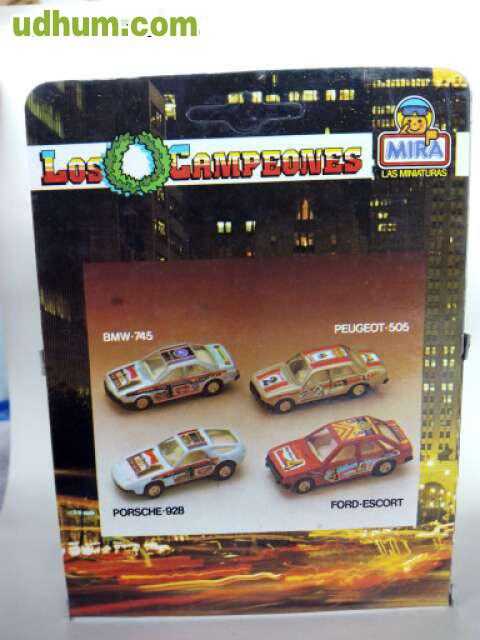 udhum.com
LOS CAMPEONES
MIRA
LAS MINIATURAS
BMW-745
PEUGEOT-505
PORSCHE-928
FORD-ESCORT